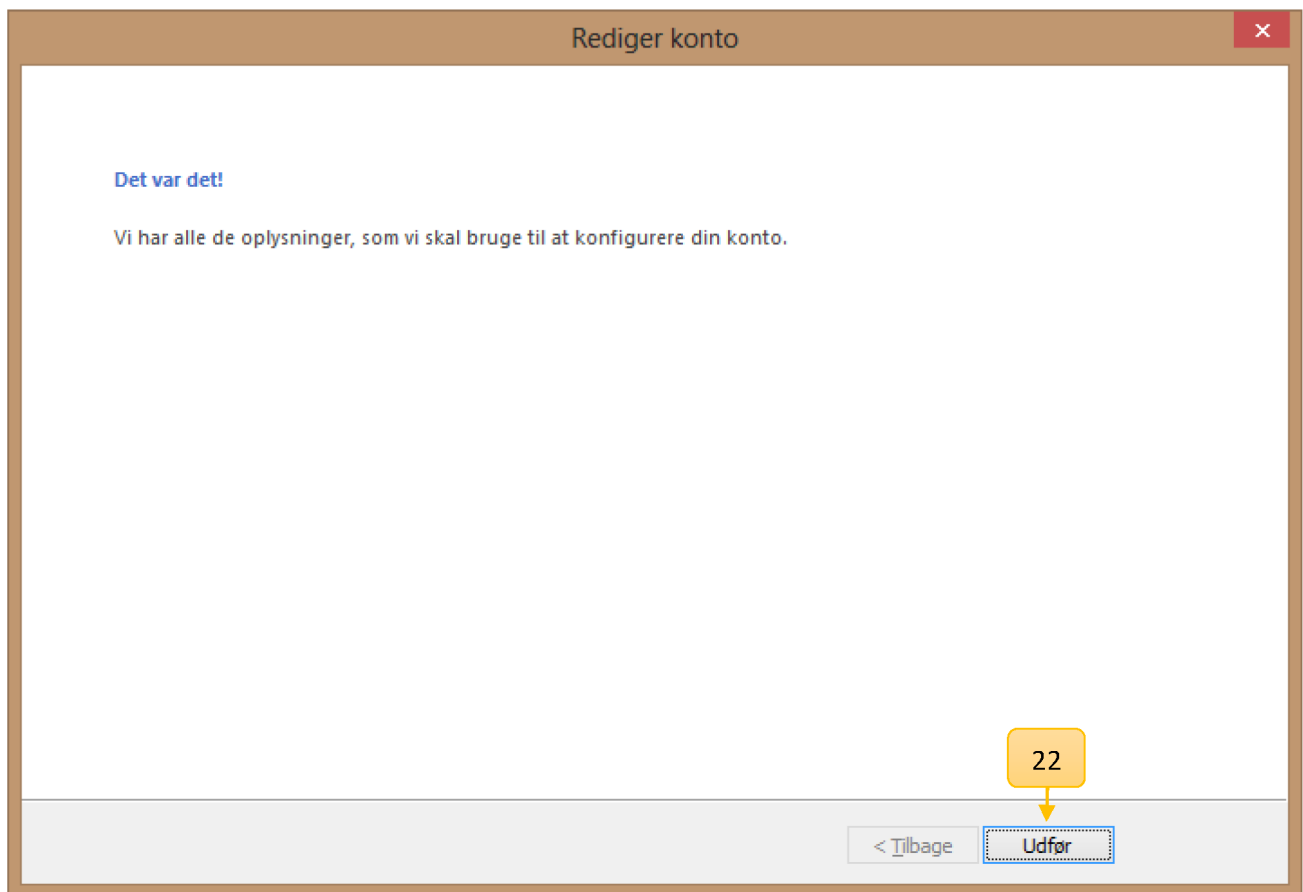 Rediger konto
Det var det!
Vi har alle de oplysninger, som vi skal bruge til at konfigurere din konto.
22
< Tilbage
Udfør